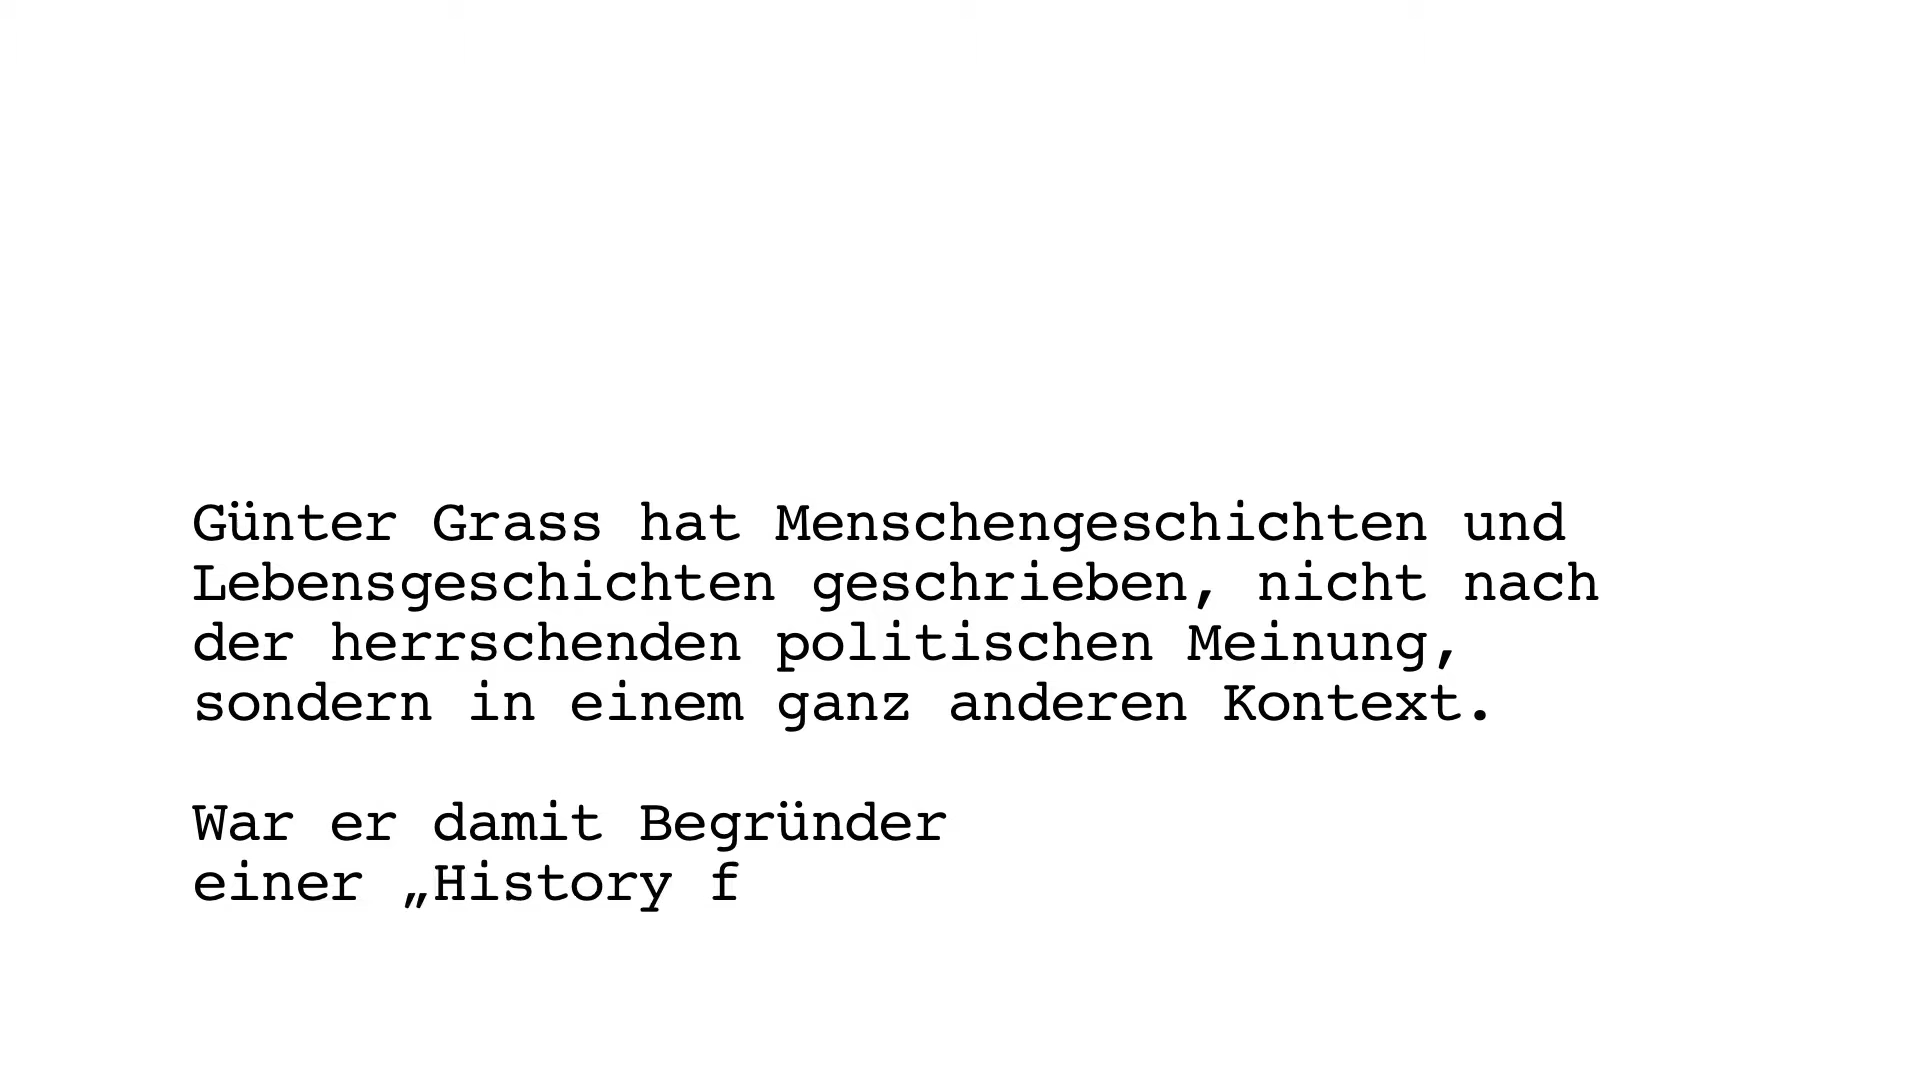 Günter Grass hat Menschengeschichten und
Lebensgeschichten geschrieben, nicht nach
der herrschenden politischen Meinung,
sondern in einem ganz anderen Kontext.
War er damit Begründer
einer „History f